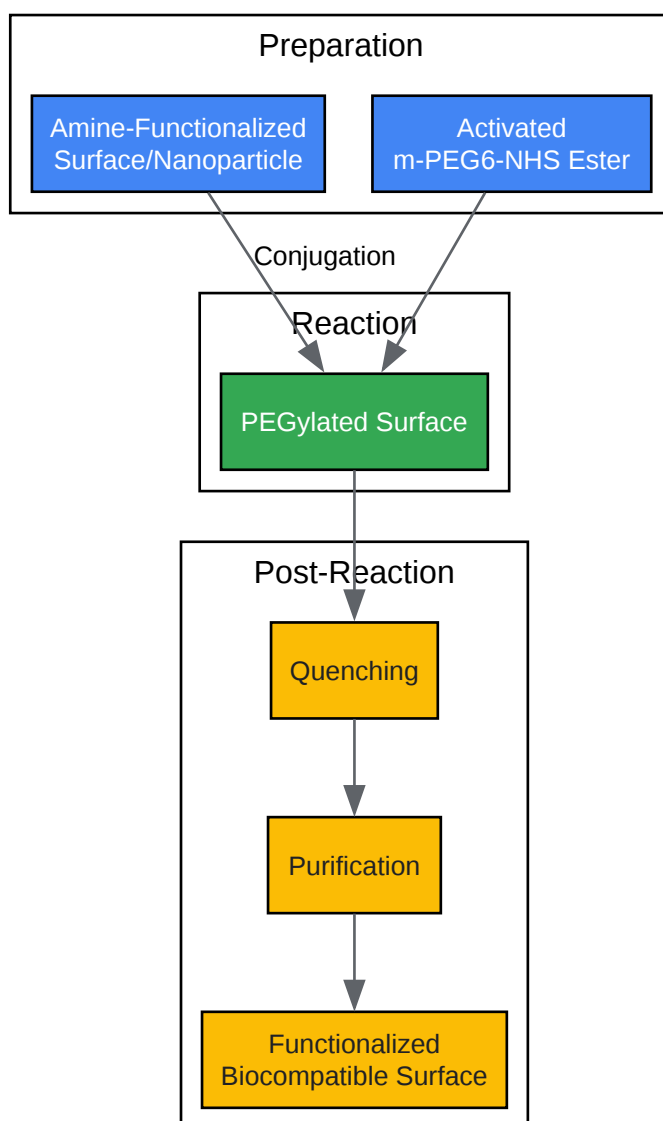 Preparation
Amine-Functionalized
Surface/Nanoparticle
Activated
m-PEG6-NHS Ester
Conjugation
Reaction
PEGylated Surface
Post-Reaction
Quenching
Purification
Functionalized
Biocompatible Surface